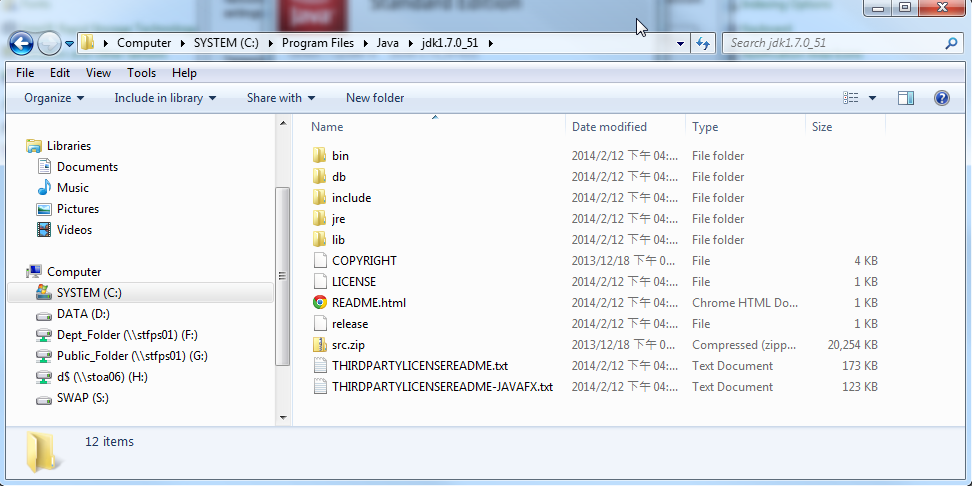 Standard Edition
Computer SYSTEM (C:) Program Files Java jdk1.7.0_51
Search jdk1.7.0_51
File Edit View Tools Help
Organize Include in library Share with New folder
Libraries
Documents
Music
Pictures
Videos
Computer
SYSTEM (C:)
DATA (D:)
Dept_Folder (\\stfps01) (F:)
Public_Folder (\\stfps01) (G:)
d$ (\\stoa06) (H:)
SWAP (S:)
Name Date modified Type Size
bin 2014/2/12 下午 04:... File folder
db 2014/2/12 下午 04:... File folder
include 2014/2/12 下午 04:... File folder
jre 2014/2/12 下午 04:... File folder
lib 2014/2/12 下午 04:... File folder
COPYRIGHT 2013/12/18 下午 0... File 4 KB
LICENSE 2014/2/12 下午 04:... File 1 KB
README.html 2014/2/12 下午 04:... Chrome HTML Do... 1 KB
release 2014/2/12 下午 04:... File 1 KB
src.zip 2013/12/18 下午 0... Compressed (zipp... 20,254 KB
THIRDPARTYLICENSEREADME.txt 2014/2/12 下午 04:... Text Document 173 KB
THIRDPARTYLICENSEREADME-JAVAFX.txt 2014/2/12 下午 04:... Text Document 123 KB
12 items